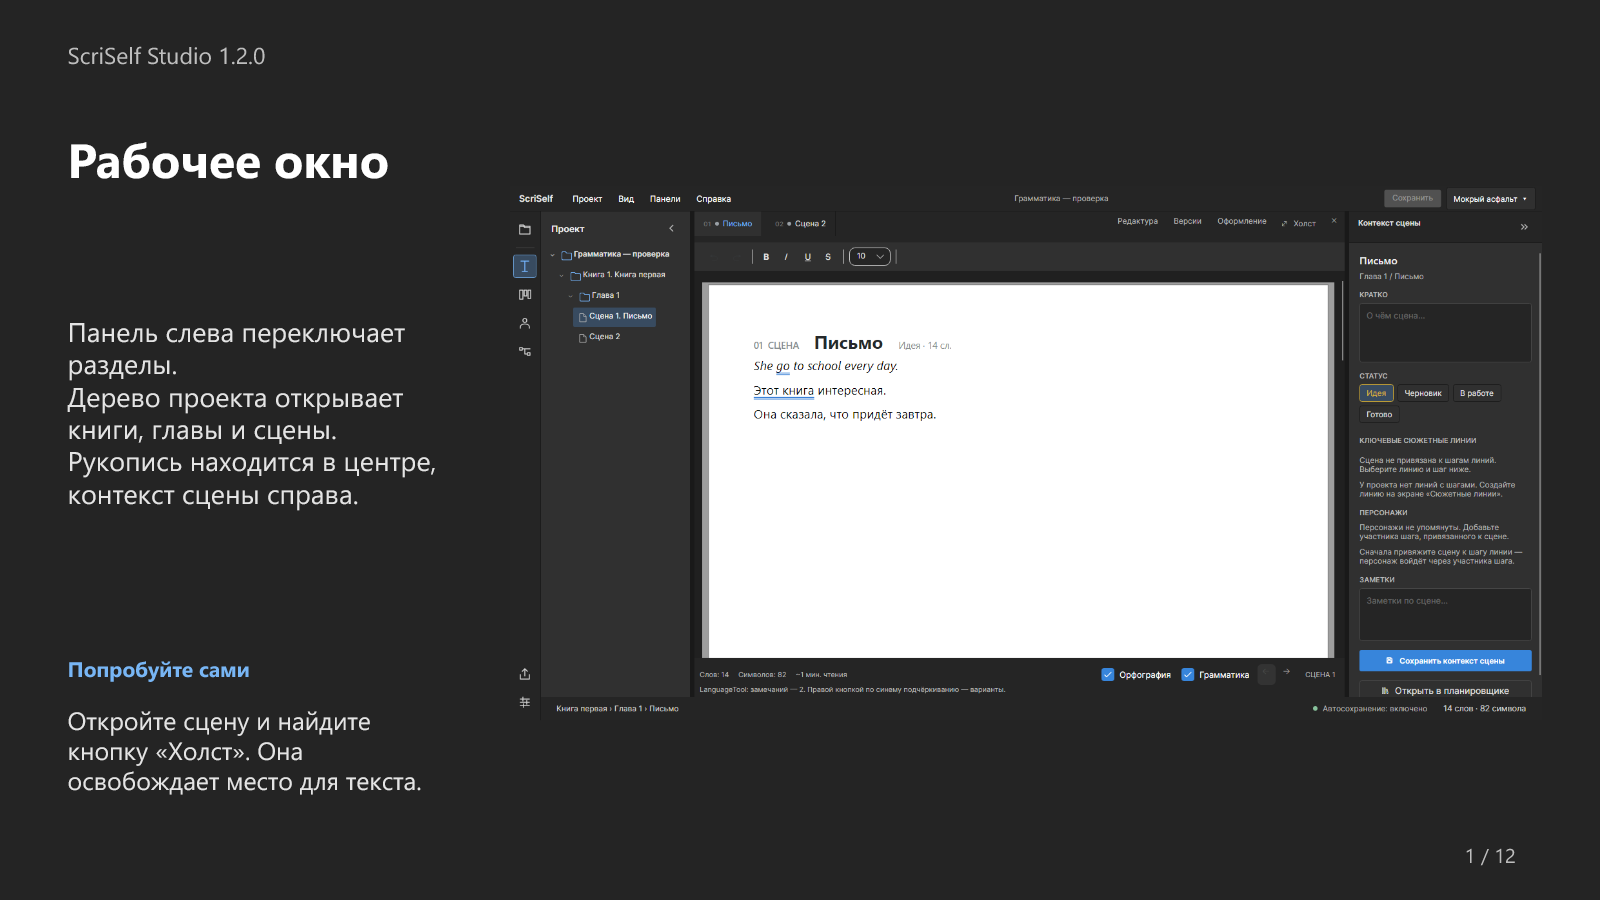 ScriSelf Studio 1.2.0
Рабочее окно
Панель слева переключает
разделы.
Дерево проекта открывает
книги, главы и сцены.
Рукопись находится в центре,
контекст сцены справа.
Попробуйте сами
Откройте сцену и найдите
кнопку «Холст». Она
освобождает место для текста.
ScriSelf Проект Вид Панели Справка Грамматика — проверка Сохранить Мокрый асфальт
Проект
Грамматика — проверка
Книга 1. Книга первая
Глава 1
Сцена 1. Письмо
Сцена 2
01 Письмо 02 Сцена 2 Редактура Версии Оформление Холст ×
B I U S 10
01 СЦЕНА Письмо Идея · 14 сл.
She go to school every day.
Этот книга интересная.
Она сказала, что придёт завтра.
Слов: 14 Символов: 82 ~1 мин. чтения Орфография Грамматика СЦЕНА 1
LanguageTool: замечаний — 2. Правой кнопкой по синему подчёркиванию — варианты.
Контекст сцены »
Письмо
Глава 1 / Письмо
КРАТКО
О чём сцена...
СТАТУС
Идея Черновик В работе
Готово
КЛЮЧЕВЫЕ СЮЖЕТНЫЕ ЛИНИИ
Сцена не привязана к шагам линий.
Выберите линию и шаг ниже.
У проекта нет линий с шагами. Создайте
линию на экране «Сюжетные линии».
ПЕРСОНАЖИ
Персонажи не упомянуты. Добавьте
участника шага, привязанного к сцене.
Сначала привяжите сцену к шагу линии —
персонаж войдёт через участника шага.
ЗАМЕТКИ
Заметки по сцене...
Сохранить контекст сцены
Открыть в планировщике
Книга первая › Глава 1 › Письмо Автосохранение: включено 14 слов · 82 символа
1 / 12